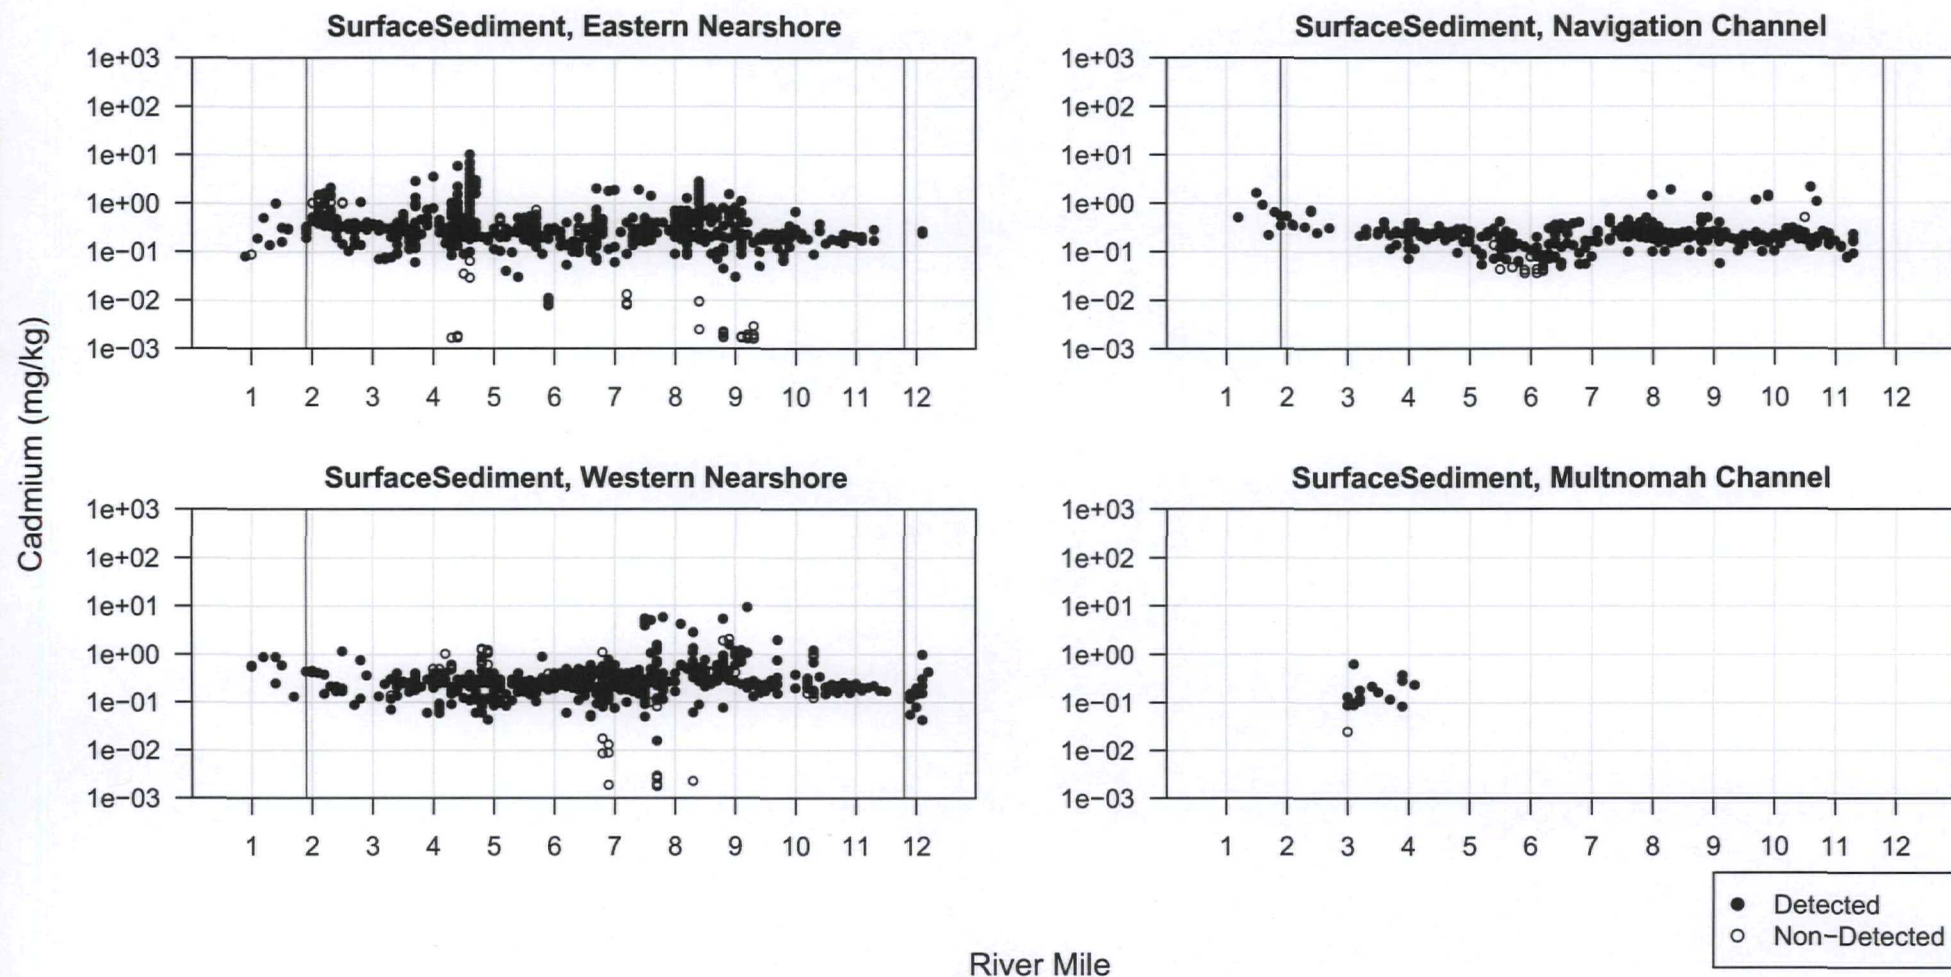 SurfaceSediment, Eastern Nearshore
1e+03
1e+02
1e+01
1e+00
1e−01
1e−02
1e−03
1 2 3 4 5 6 7 8 9 10 11 12
SurfaceSediment, Navigation Channel
1e+03
1e+02
1e+01
1e+00
1e−01
1e−02
1e−03
1 2 3 4 5 6 7 8 9 10 11 12
Cadmium (mg/kg)
SurfaceSediment, Western Nearshore
1e+03
1e+02
1e+01
1e+00
1e−01
1e−02
1e−03
1 2 3 4 5 6 7 8 9 10 11 12
SurfaceSediment, Multnomah Channel
1e+03
1e+02
1e+01
1e+00
1e−01
1e−02
1e−03
1 2 3 4 5 6 7 8 9 10 11 12
Detected
Non−Detected
River Mile